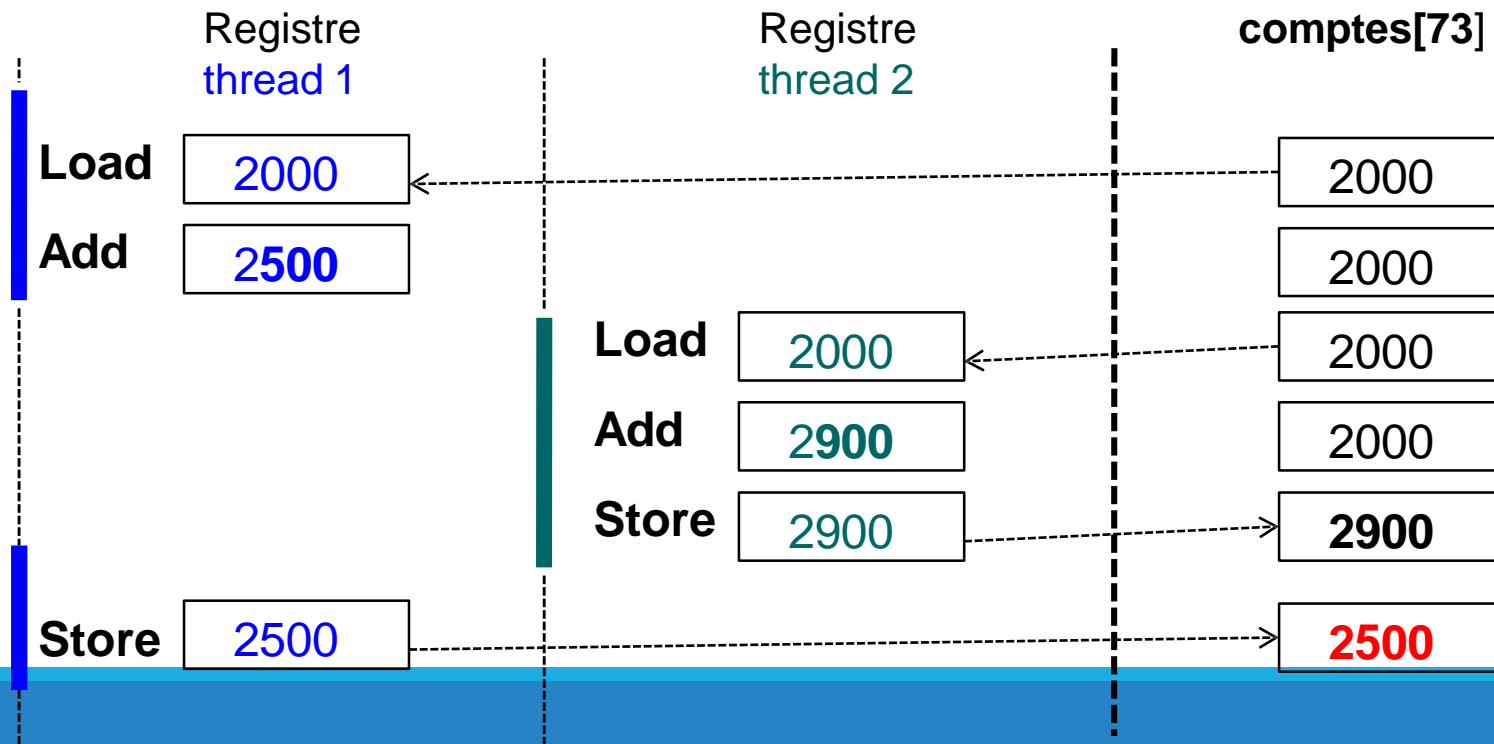 Registre
thread 1
Registre
thread 2
comptes[73]
Load 2000 2000
Add 2500 2000
Load 2000 2000
Add 2900 2000
Store 2900 2900
Store 2500 2500